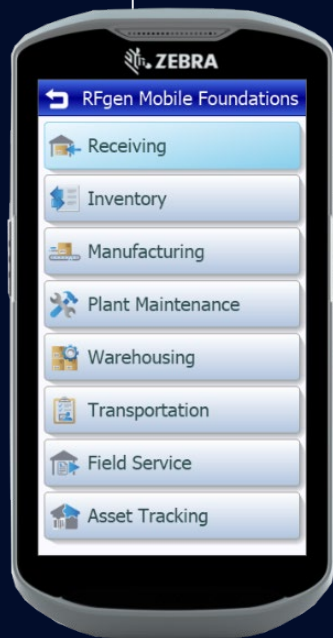 ZEBRA
RFgen Mobile Foundations
Receiving
Inventory
Manufacturing
Plant Maintenance
Warehousing
Transportation
Field Service
Asset Tracking